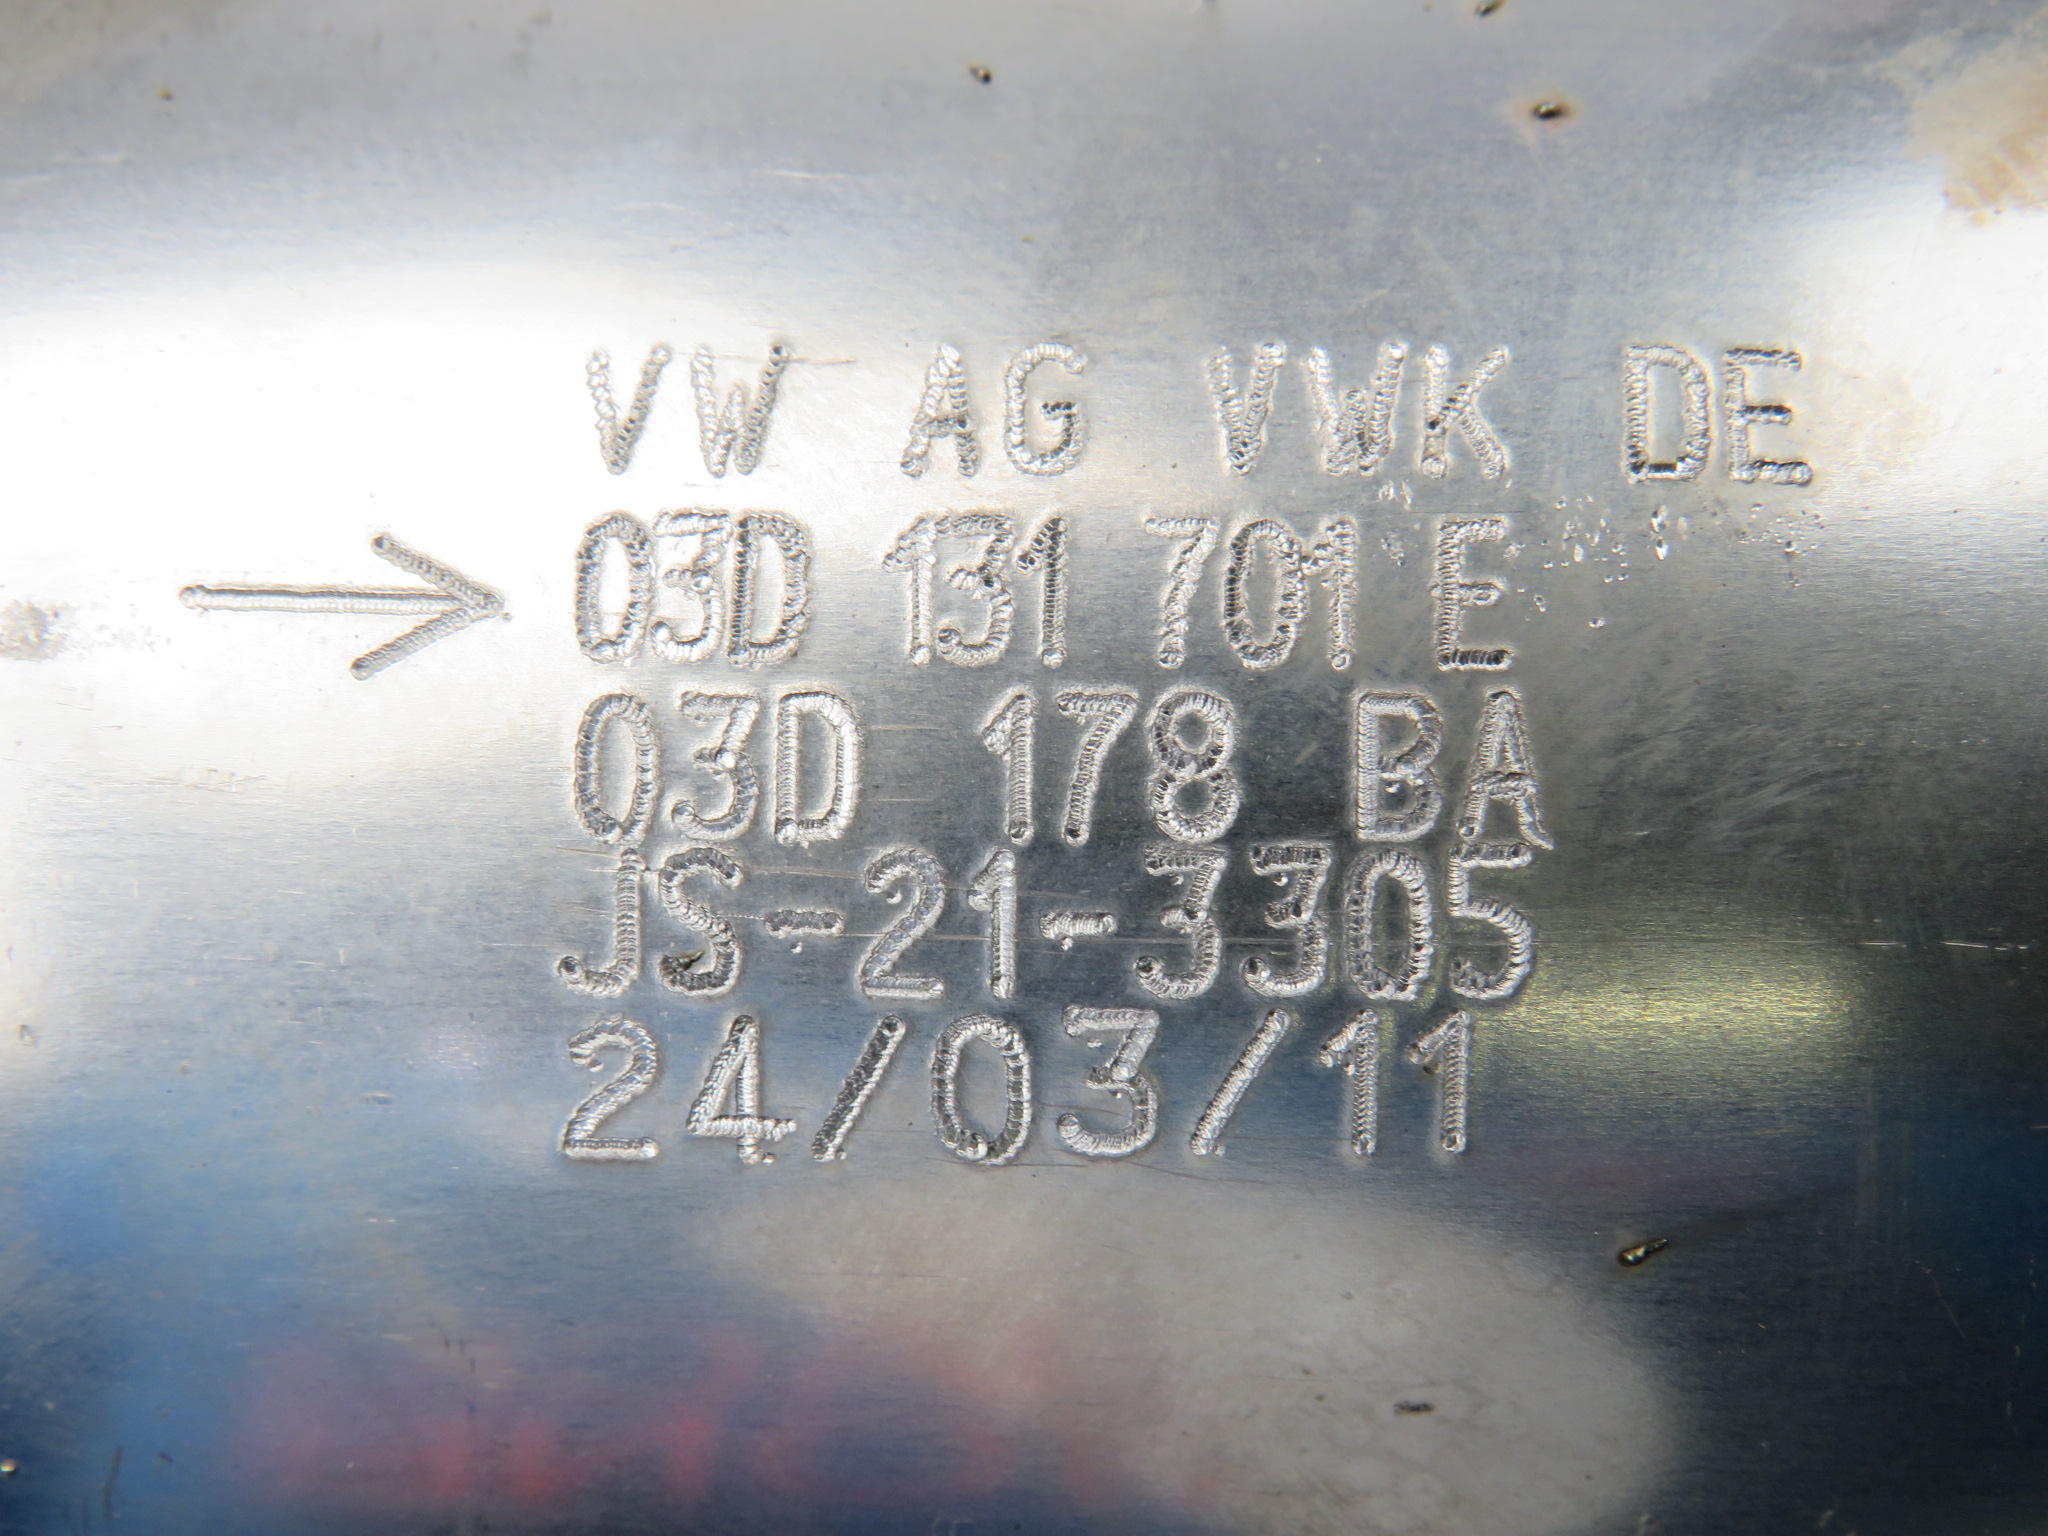 VW AG VWK DE
03D 131 701 E
03D 178 BA
JS-21-3305
24/03/11